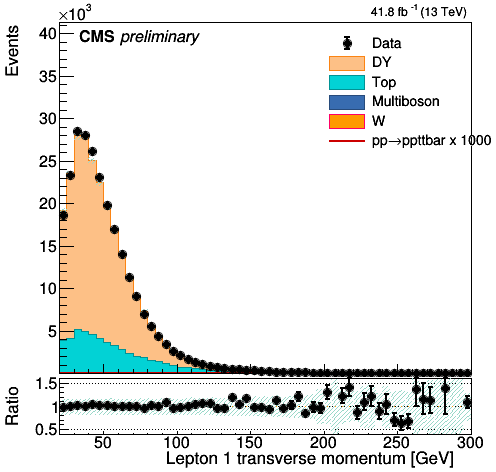 ×10³
41.8 fb⁻¹ (13 TeV)
CMS preliminary
Events
40
35
30
25
20
15
10
5
Data
DY
Top
Multiboson
W
pp→ppttbar x 1000
Ratio
1.5
1
0.5
50 100 150 200 250 300
Lepton 1 transverse momentum [GeV]